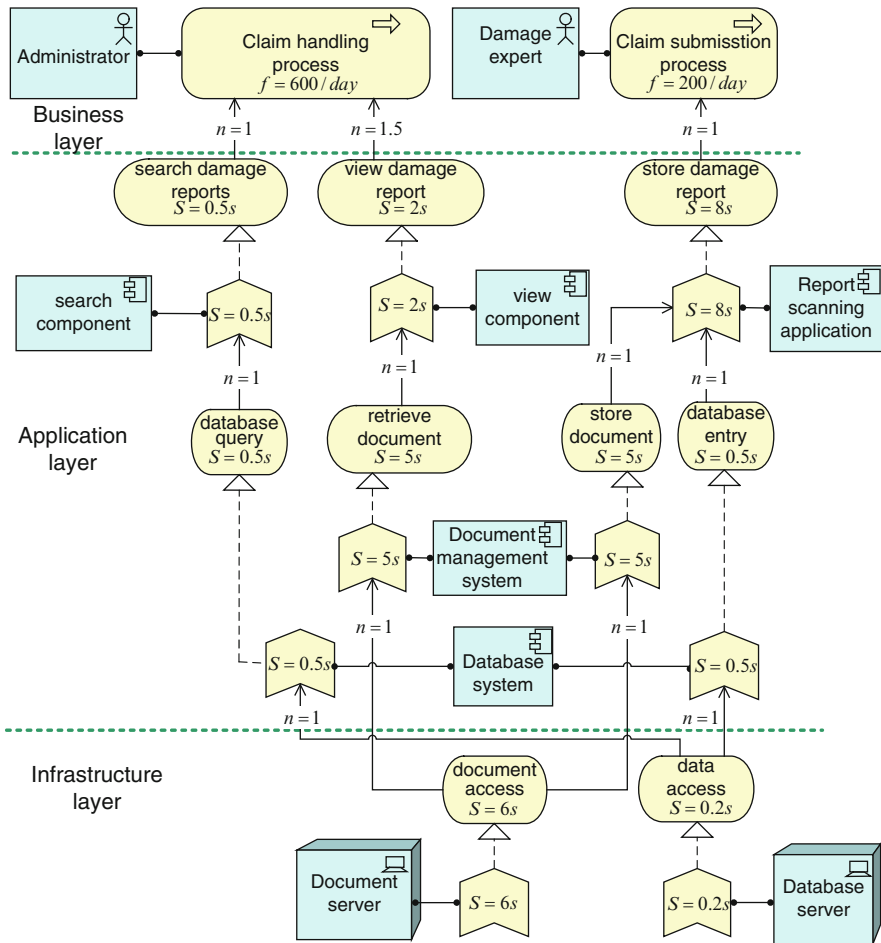 Administrator
Claim handling
process
f = 600 / day
Damage
expert
Claim submisstion
process
f = 200 / day
Business
layer
n = 1
n = 1.5
n = 1
search damage
reports
S = 0.5s
view damage
report
S = 2s
store damage
report
S = 8s
search
component
S = 0.5s
S = 2s
view
component
S = 8s
Report
scanning
application
n = 1
n = 1
n = 1
n = 1
Application
layer
database
query
S = 0.5s
retrieve
document
S = 5s
store
document
S = 5s
database
entry
S = 0.5s
S = 5s
Document
management
system
S = 5s
n = 1
n = 1
S = 0.5s
Database
system
S = 0.5s
n = 1
n = 1
Infrastructure
layer
document
access
S = 6s
data
access
S = 0.2s
Document
server
S = 6s
S = 0.2s
Database
server